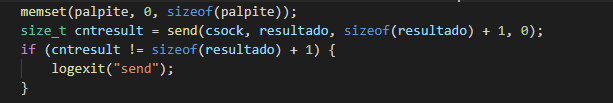 memset(palpite, 0, sizeof(palpite));
size_t cntresult = send(csock, resultado, sizeof(resultado) + 1, 0);
if (cntresult != sizeof(resultado) + 1) {
    logexit("send");
}